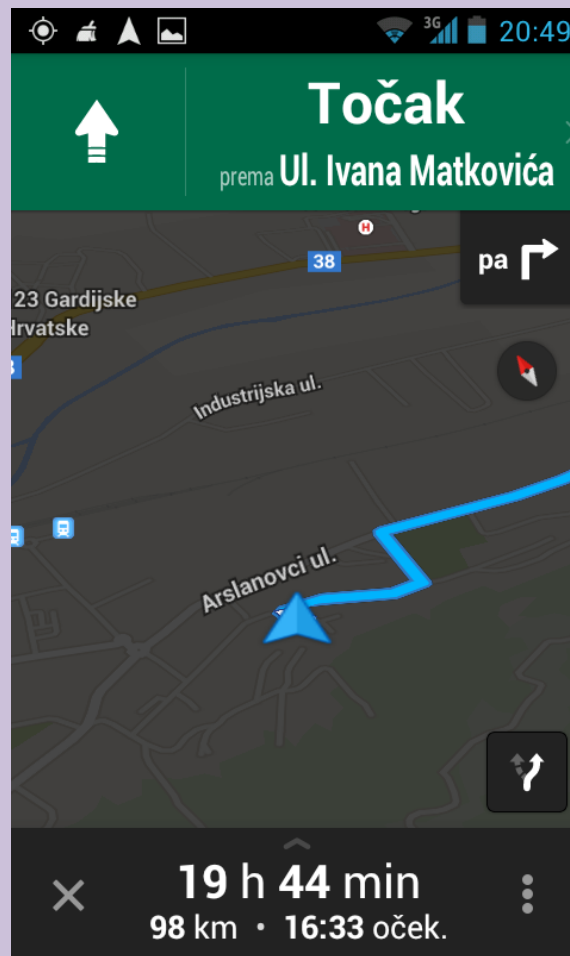 3G 20:49
Točak
prema Ul. Ivana Matkovića
H
38
pa
23 Gardijske
Hrvatske
Industrijska ul.
Arslanovci ul.
19 h 44 min
98 km • 16:33 oček.